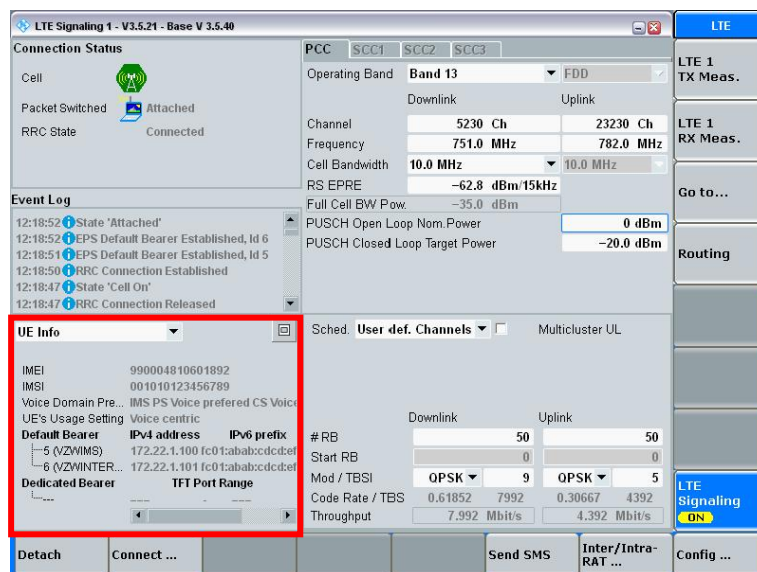 LTE Signaling 1 - V3.5.21 - Base V 3.5.40
LTE
Connection Status
Cell
Packet Switched Attached
RRC State Connected
PCC SCC1 SCC2 SCC3
Operating Band Band 13 FDD
Downlink Uplink
Channel 5230 Ch 23230 Ch
Frequency 751.0 MHz 782.0 MHz
Cell Bandwidth 10.0 MHz 10.0 MHz
RS EPRE −62.8 dBm/15kHz
Full Cell BW Pow. −35.0 dBm
PUSCH Open Loop Nom.Power 0 dBm
PUSCH Closed Loop Target Power −20.0 dBm
Event Log
12:18:52 State 'Attached'
12:18:52 EPS Default Bearer Established, Id 6
12:18:51 EPS Default Bearer Established, Id 5
12:18:50 RRC Connection Established
12:18:47 State 'Cell On'
12:18:47 RRC Connection Released
UE Info
IMEI 990004810601892
IMSI 001010123456789
Voice Domain Pre... IMS PS Voice prefered CS Voice
UE's Usage Setting Voice centric
Default Bearer IPv4 address IPv6 prefix
5 (VZWIMS) 172.22.1.100 fc01:abab:cdcd:ef
6 (VZWINTER... 172.22.1.101 fc01:abab:cdcd:ef
Dedicated Bearer TFT Port Range
--- . ---
Sched. User def. Channels Multicluster UL
Downlink Uplink
# RB 50 50
Start RB 0 0
Mod / TBSI QPSK 9 QPSK 5
Code Rate / TBS 0.61852 7992 0.30667 4392
Throughput 7.992 Mbit/s 4.392 Mbit/s
LTE 1
TX Meas.
LTE 1
RX Meas.
Go to...
Routing
LTE
Signaling
ON
Detach Connect ... Send SMS Inter/Intra-
RAT ...
Config ...